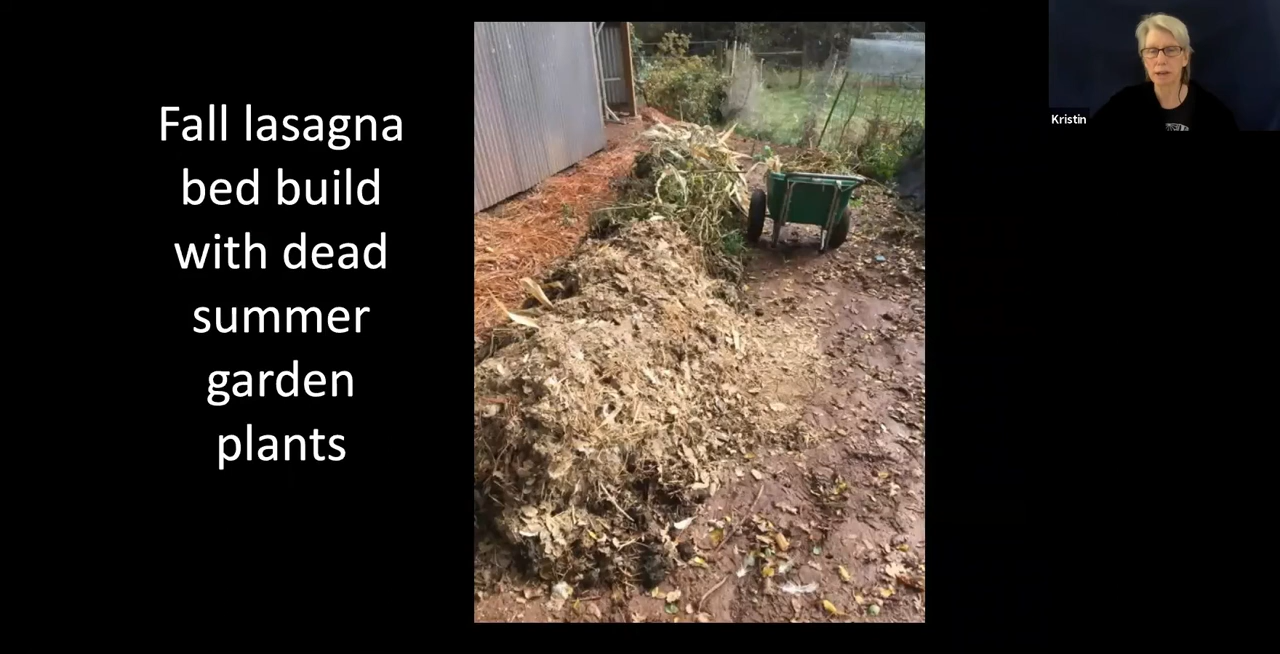 Fall lasagna
bed build
with dead
summer
garden
plants
Kristin